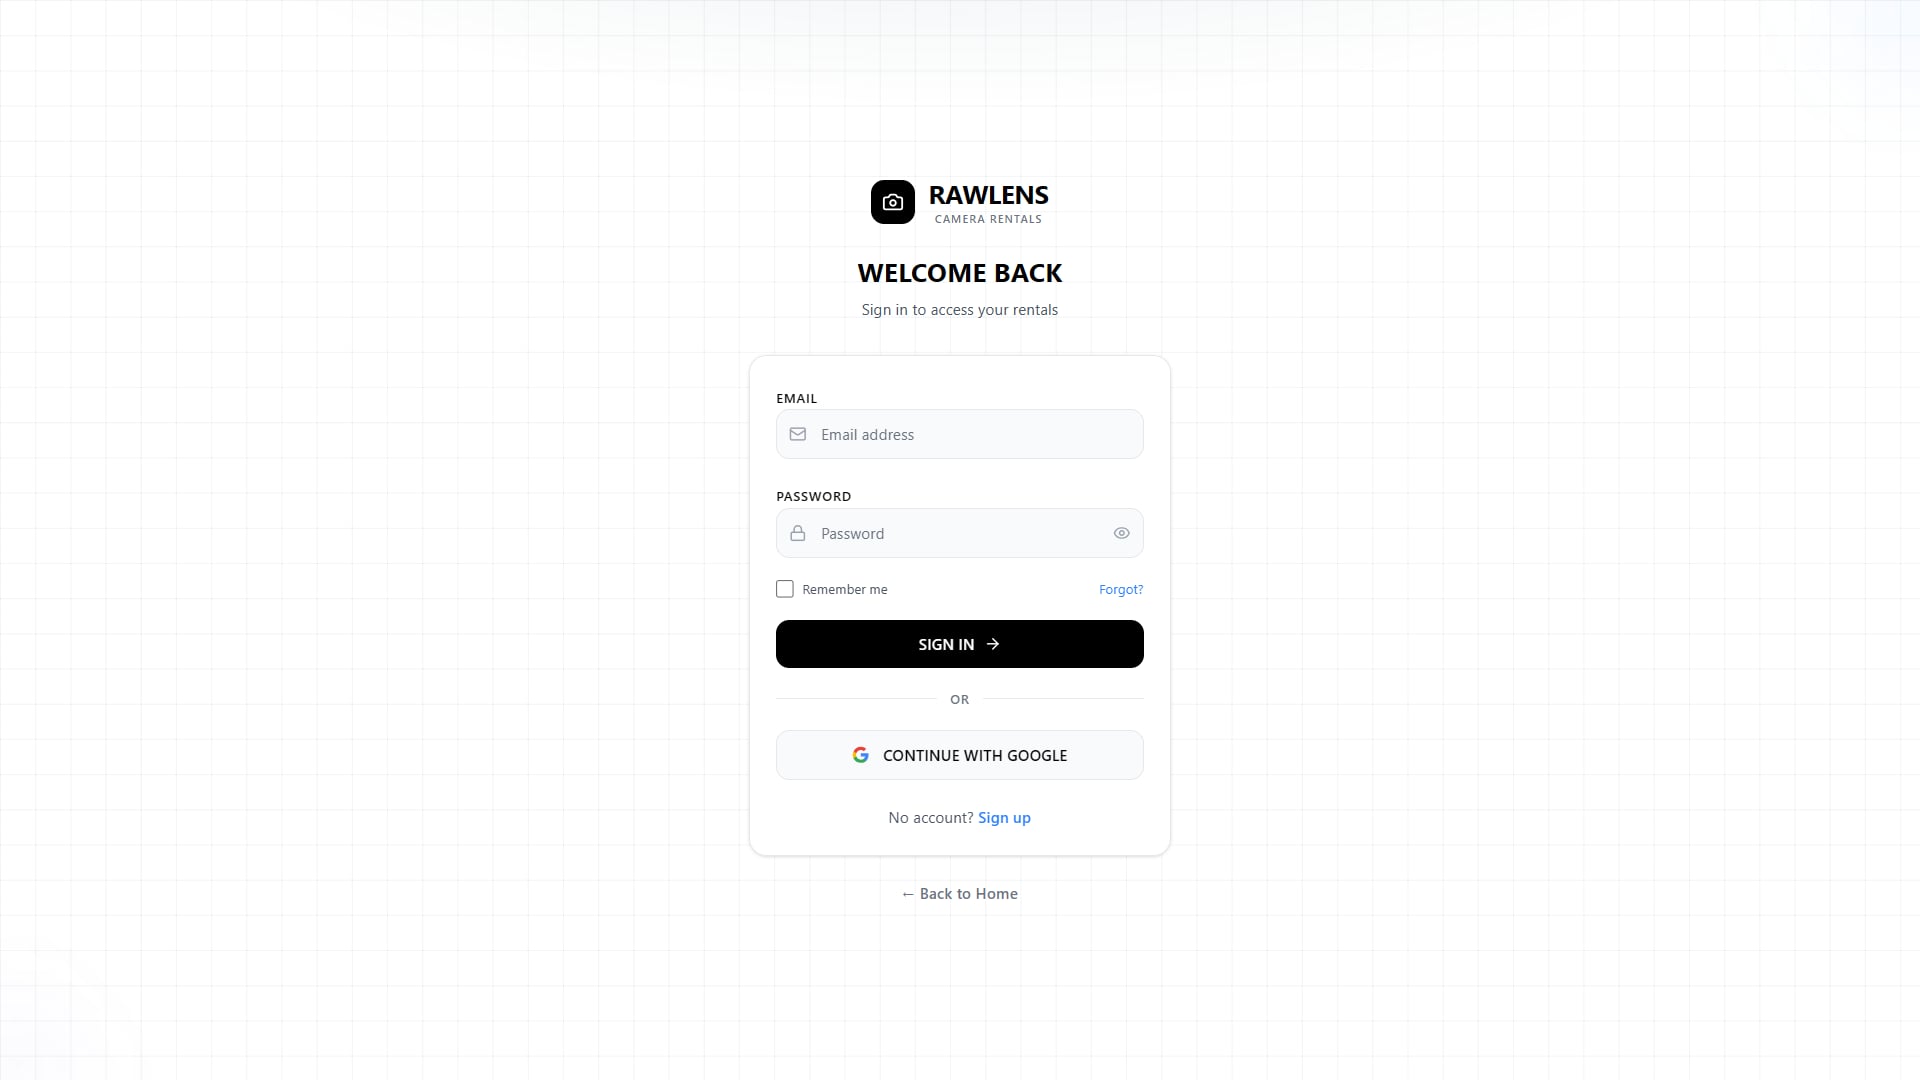 RAWLENS
CAMERA RENTALS
WELCOME BACK
Sign in to access your rentals
EMAIL
Email address
PASSWORD
Password
Remember me Forgot?
SIGN IN →
OR
CONTINUE WITH GOOGLE
No account? Sign up
← Back to Home